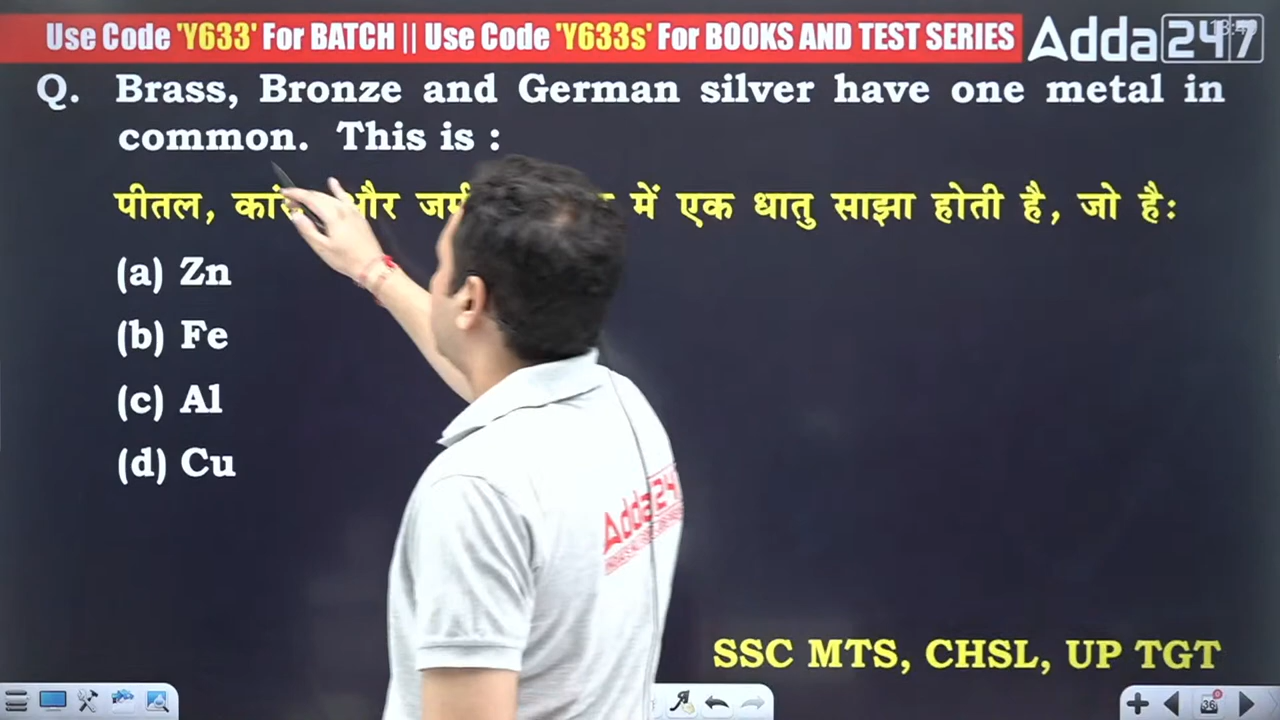 Use Code 'Y633' For BATCH || Use Code 'Y633s' For BOOKS AND TEST SERIES
Adda247
Q. Brass, Bronze and German silver have one metal in
common. This is :
पीतल, और में एक धातु साझा होती है, जो है:
(a) Zn
(b) Fe
(c) Al
(d) Cu
Adda247
SSC MTS, CHSL, UP TGT
36